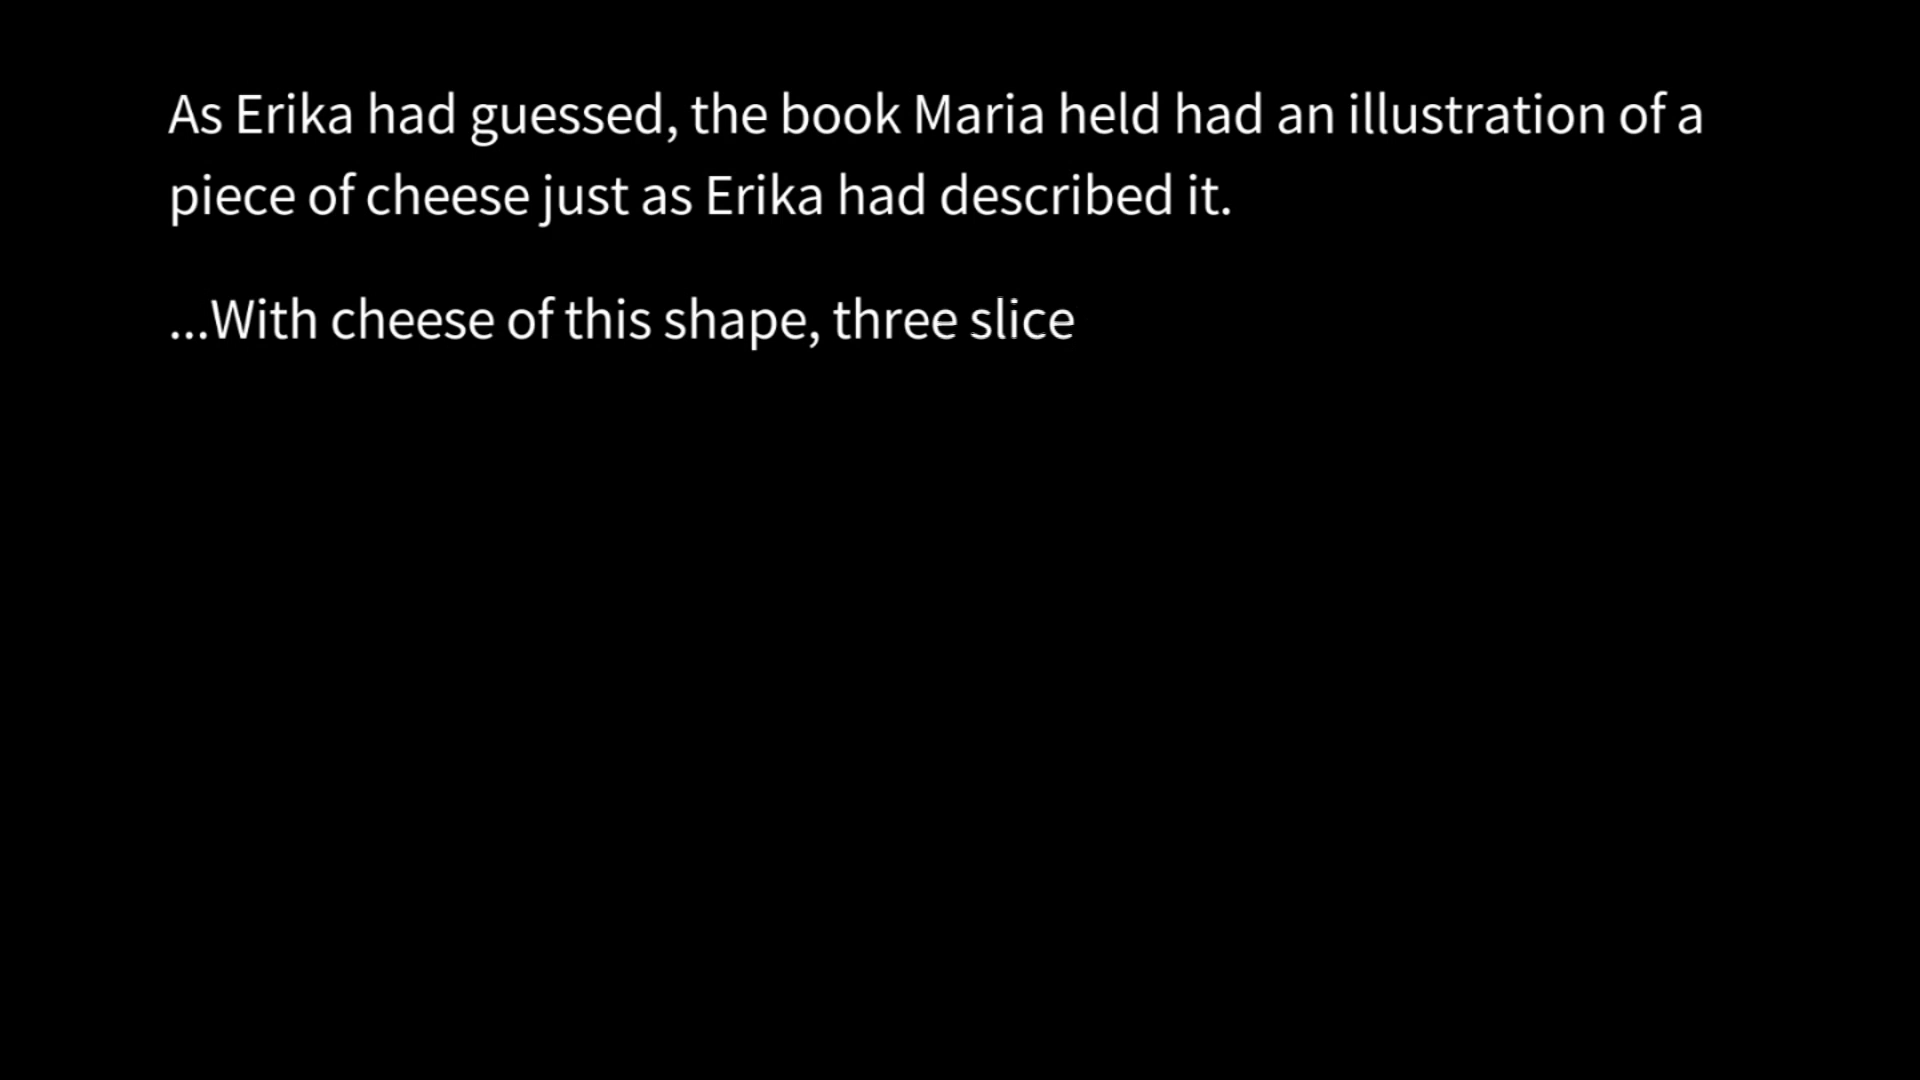 As Erika had guessed, the book Maria held had an illustration of a
piece of cheese just as Erika had described it.
...With cheese of this shape, three slice